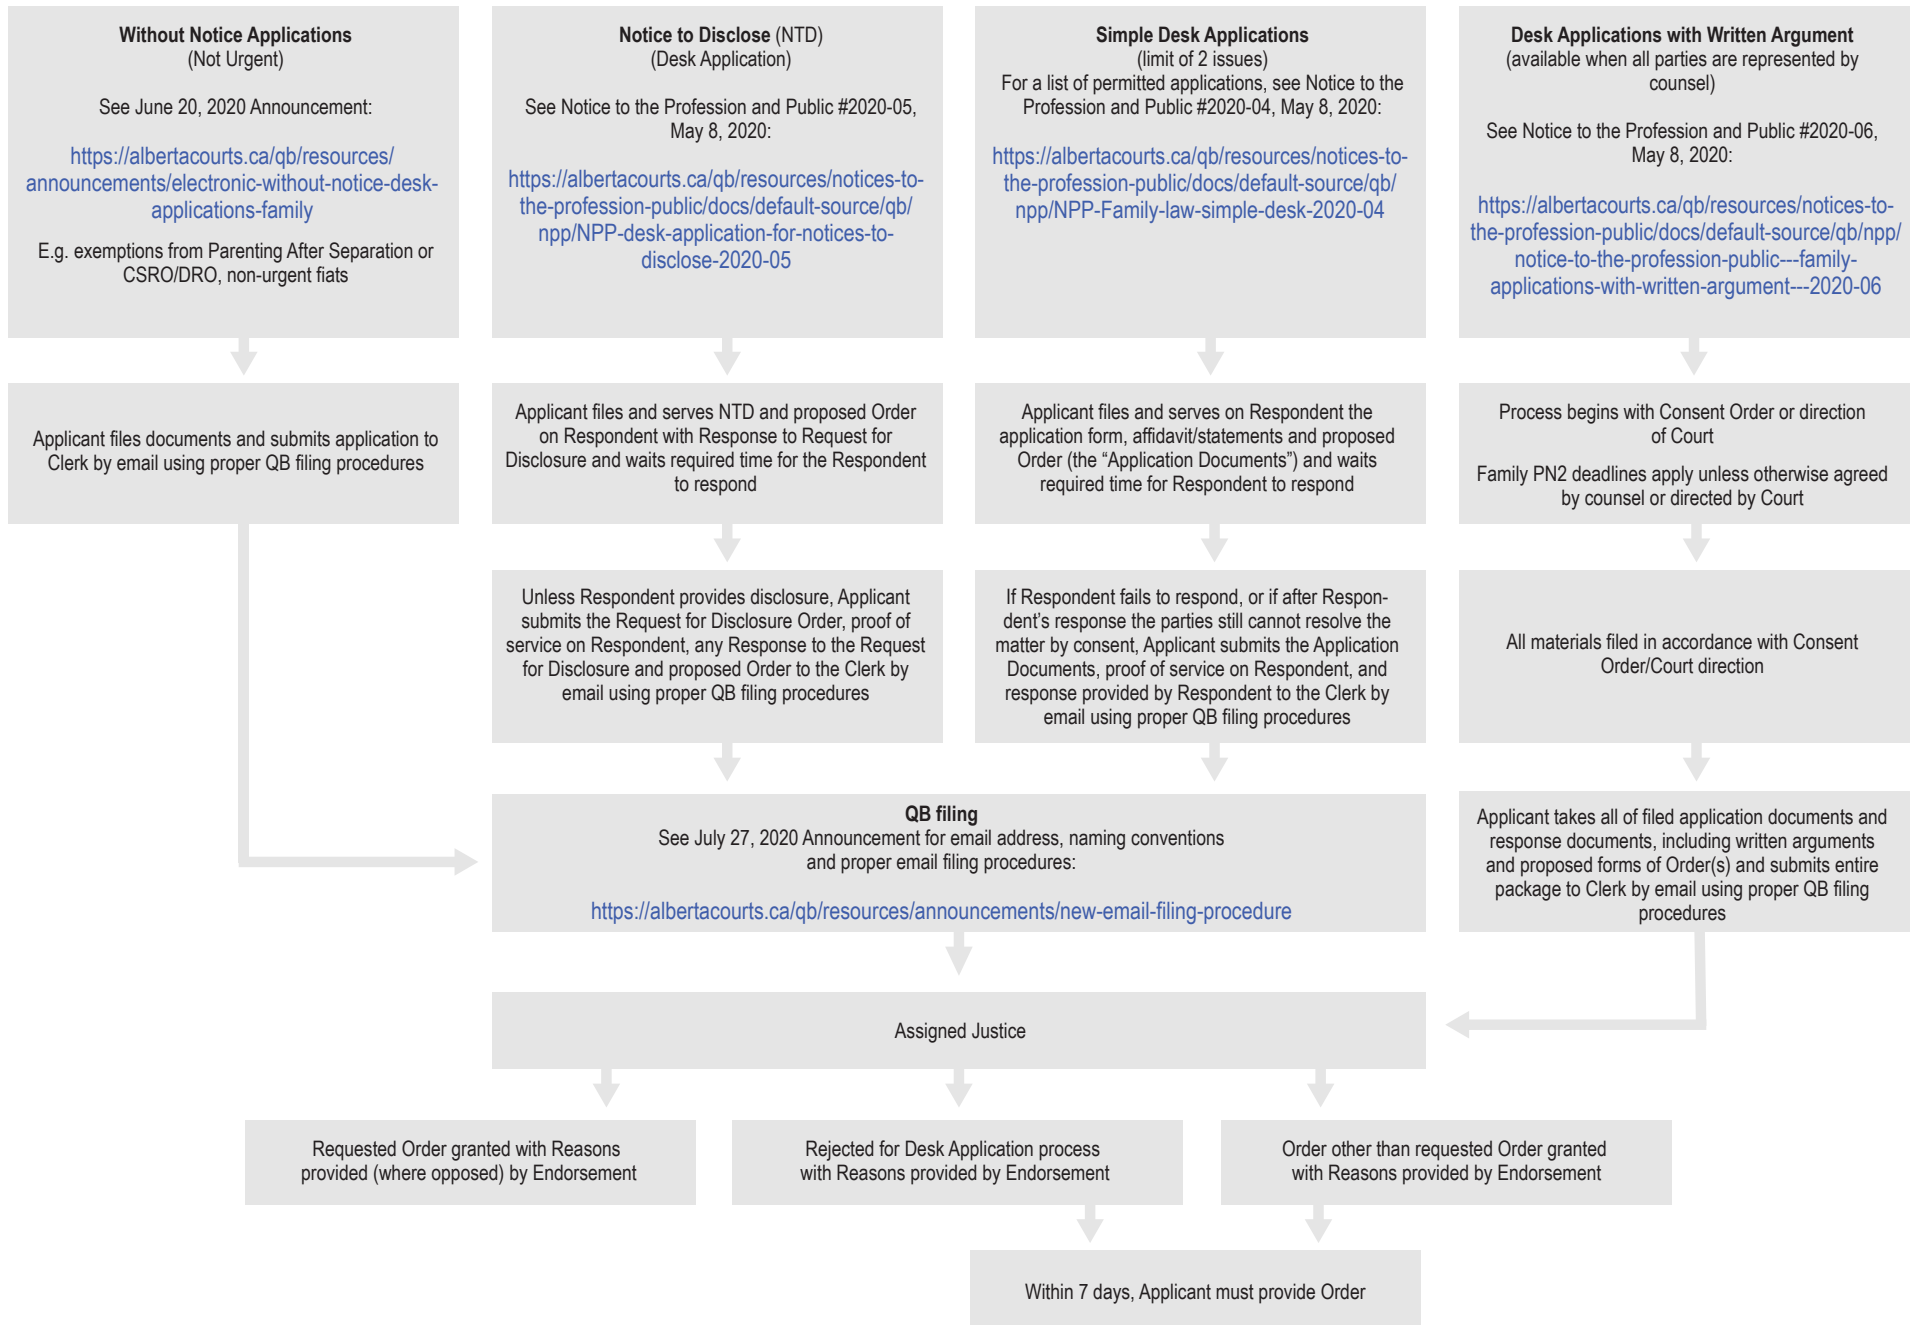 Without Notice Applications
(Not Urgent)
See June 20, 2020 Announcement:
https://albertacourts.ca/qb/resources/
announcements/electronic-without-notice-desk-
applications-family
E.g. exemptions from Parenting After Separation or
CSRO/DRO, non-urgent fiats
Notice to Disclose (NTD)
(Desk Application)
See Notice to the Profession and Public #2020-05,
May 8, 2020:
https://albertacourts.ca/qb/resources/notices-to-
the-profession-public/docs/default-source/qb/
npp/NPP-desk-application-for-notices-to-
disclose-2020-05
Simple Desk Applications
(limit of 2 issues)
For a list of permitted applications, see Notice to the
Profession and Public #2020-04, May 8, 2020:
https://albertacourts.ca/qb/resources/notices-to-
the-profession-public/docs/default-source/qb/
npp/NPP-Family-law-simple-desk-2020-04
Desk Applications with Written Argument
(available when all parties are represented by
counsel)
See Notice to the Profession and Public #2020-06,
May 8, 2020:
https://albertacourts.ca/qb/resources/notices-to-
the-profession-public/docs/default-source/qb/npp/
notice-to-the-profession-public---family-
applications-with-written-argument---2020-06
Applicant files documents and submits application to
Clerk by email using proper QB filing procedures
Applicant files and serves NTD and proposed Order
on Respondent with Response to Request for
Disclosure and waits required time for the Respondent
to respond
Applicant files and serves on Respondent the
application form, affidavit/statements and proposed
Order (the “Application Documents”) and waits
required time for Respondent to respond
Process begins with Consent Order or direction
of Court
Family PN2 deadlines apply unless otherwise agreed
by counsel or directed by Court
Unless Respondent provides disclosure, Applicant
submits the Request for Disclosure Order, proof of
service on Respondent, any Response to the Request
for Disclosure and proposed Order to the Clerk by
email using proper QB filing procedures
If Respondent fails to respond, or if after Respon-
dent’s response the parties still cannot resolve the
matter by consent, Applicant submits the Application
Documents, proof of service on Respondent, and
response provided by Respondent to the Clerk by
email using proper QB filing procedures
All materials filed in accordance with Consent
Order/Court direction
QB filing
See July 27, 2020 Announcement for email address, naming conventions
and proper email filing procedures:
https://albertacourts.ca/qb/resources/announcements/new-email-filing-procedure
Applicant takes all of filed application documents and
response documents, including written arguments
and proposed forms of Order(s) and submits entire
package to Clerk by email using proper QB filing
procedures
Assigned Justice
Requested Order granted with Reasons
provided (where opposed) by Endorsement
Rejected for Desk Application process
with Reasons provided by Endorsement
Order other than requested Order granted
with Reasons provided by Endorsement
Within 7 days, Applicant must provide Order